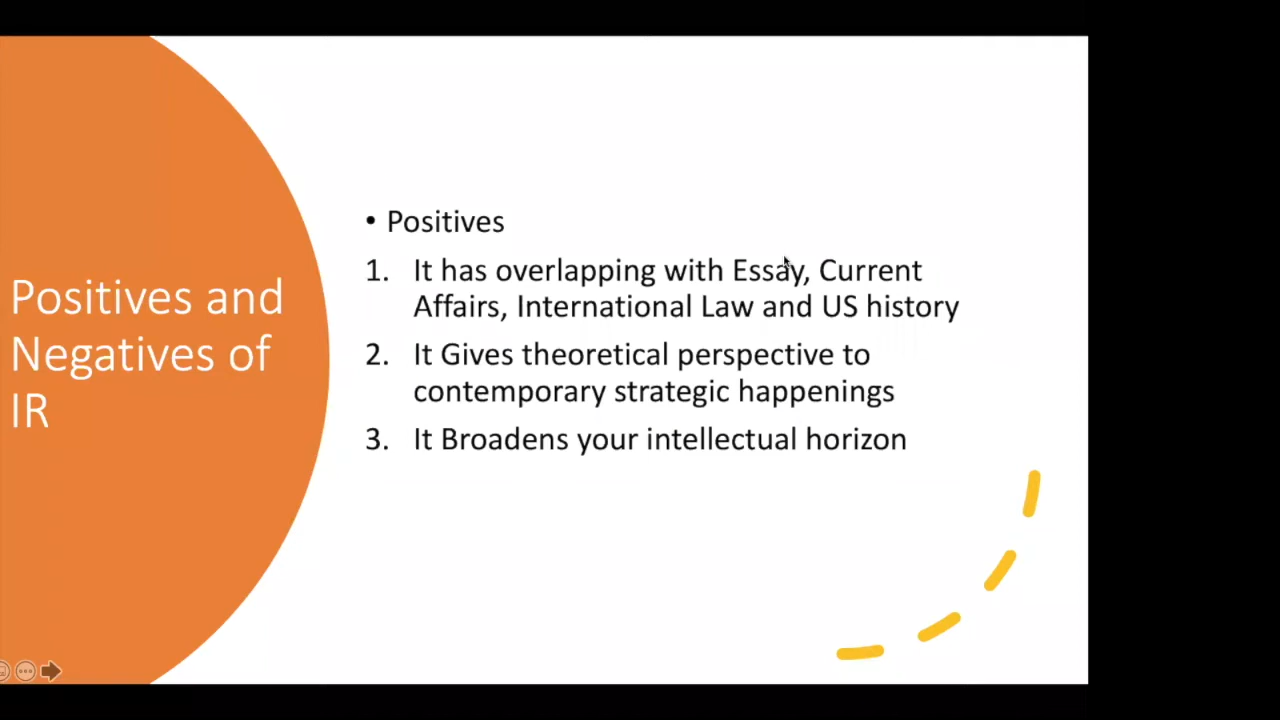 Positives and
Negatives of
IR
• Positives
1. It has overlapping with Essay, Current
Affairs, International Law and US history
2. It Gives theoretical perspective to
contemporary strategic happenings
3. It Broadens your intellectual horizon